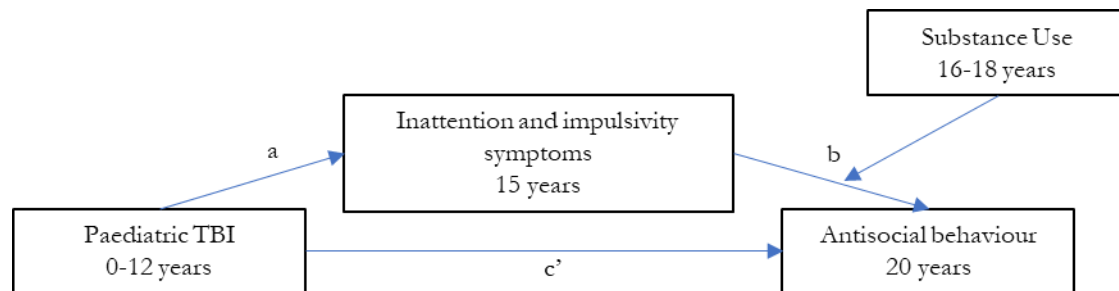 Substance Use
16-18 years
Inattention and impulsivity
symptoms
15 years
a
b
Paediatric TBI
0-12 years
Antisocial behaviour
20 years
c’